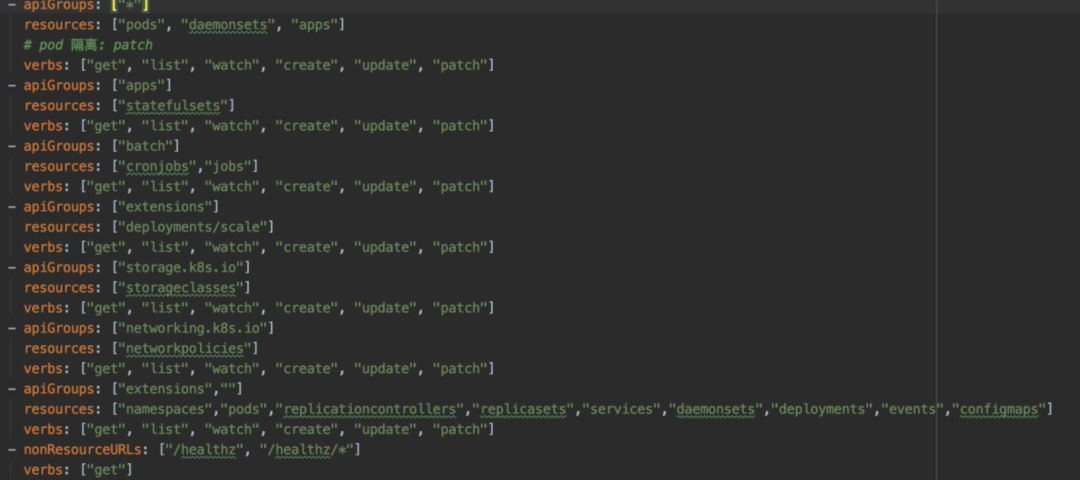 - apiGroups: ["*"]
resources: ["pods", "daemonsets", "apps"]
# pod 隔离: patch
verbs: ["get", "list", "watch", "create", "update", "patch"]
- apiGroups: ["apps"]
resources: ["statefulsets"]
verbs: ["get", "list", "watch", "create", "update", "patch"]
- apiGroups: ["batch"]
resources: ["cronjobs","jobs"]
verbs: ["get", "list", "watch", "create", "update", "patch"]
- apiGroups: ["extensions"]
resources: ["deployments/scale"]
verbs: ["get", "list", "watch", "create", "update", "patch"]
- apiGroups: ["storage.k8s.io"]
resources: ["storageclasses"]
verbs: ["get", "list", "watch", "create", "update", "patch"]
- apiGroups: ["networking.k8s.io"]
resources: ["networkpolicies"]
verbs: ["get", "list", "watch", "create", "update", "patch"]
- apiGroups: ["extensions",""]
resources: ["namespaces","pods","replicationcontrollers","replicasets","services","daemonsets","deployments","events","configmaps"]
verbs: ["get", "list", "watch", "create", "update", "patch"]
- nonResourceURLs: ["/healthz", "/healthz/*"]
verbs: ["get"]